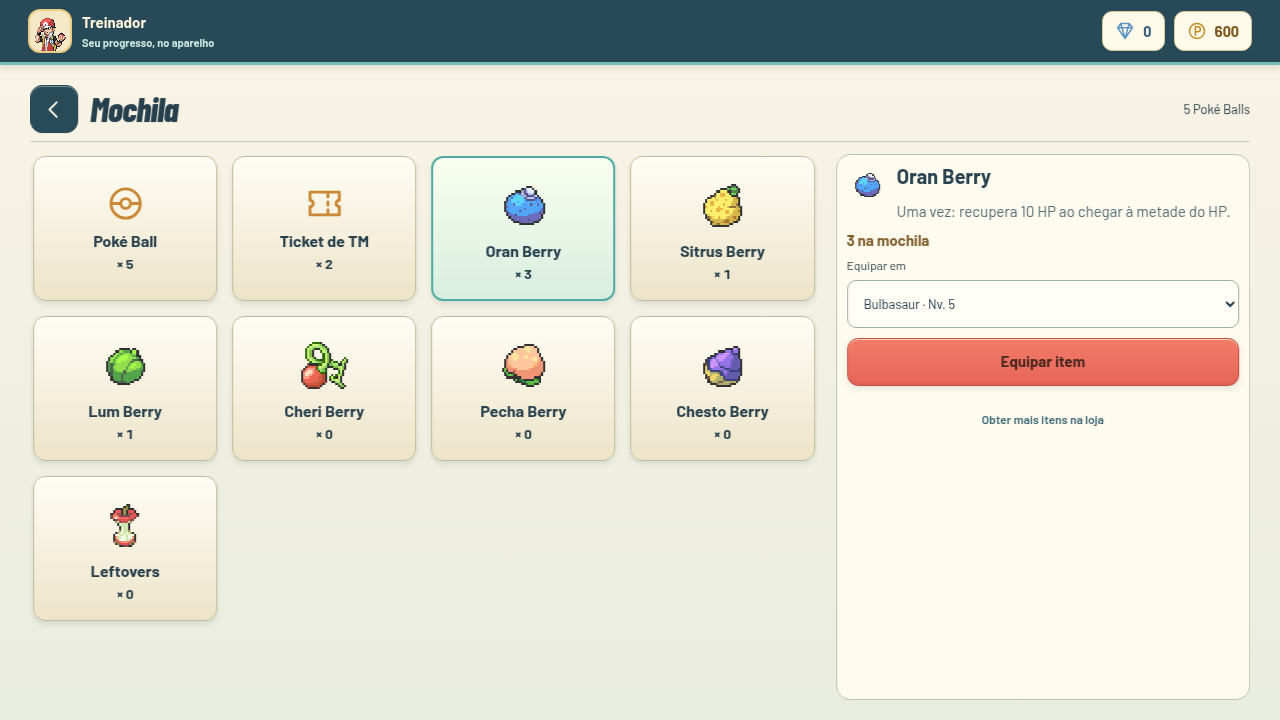 Treinador
Seu progresso, no aparelho
0
600
Mochila
5 Poké Balls
Poké Ball
× 5
Ticket de TM
× 2
Oran Berry
× 3
Sitrus Berry
× 1
Lum Berry
× 1
Cheri Berry
× 0
Pecha Berry
× 0
Chesto Berry
× 0
Leftovers
× 0
Oran Berry
Uma vez: recupera 10 HP ao chegar à metade do HP.
3 na mochila
Equipar em
Bulbasaur · Nv. 5
Equipar item
Obter mais itens na loja